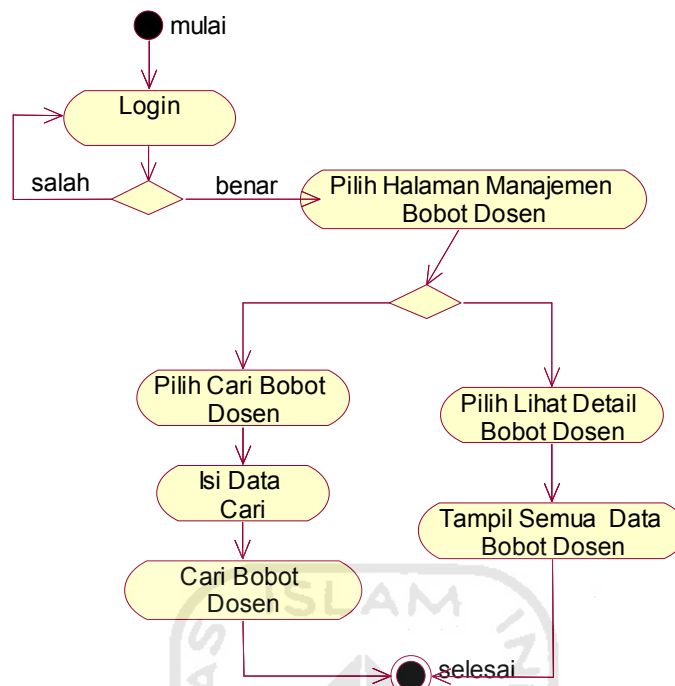 mulai
Login
salah
benar
Pilih Halaman Manajemen
Bobot Dosen
Pilih Cari Bobot
Dosen
Pilih Lihat Detail
Bobot Dosen
Isi Data
Cari
Tampil Semua Data
Bobot Dosen
Cari Bobot
Dosen
ISLAM
selesai